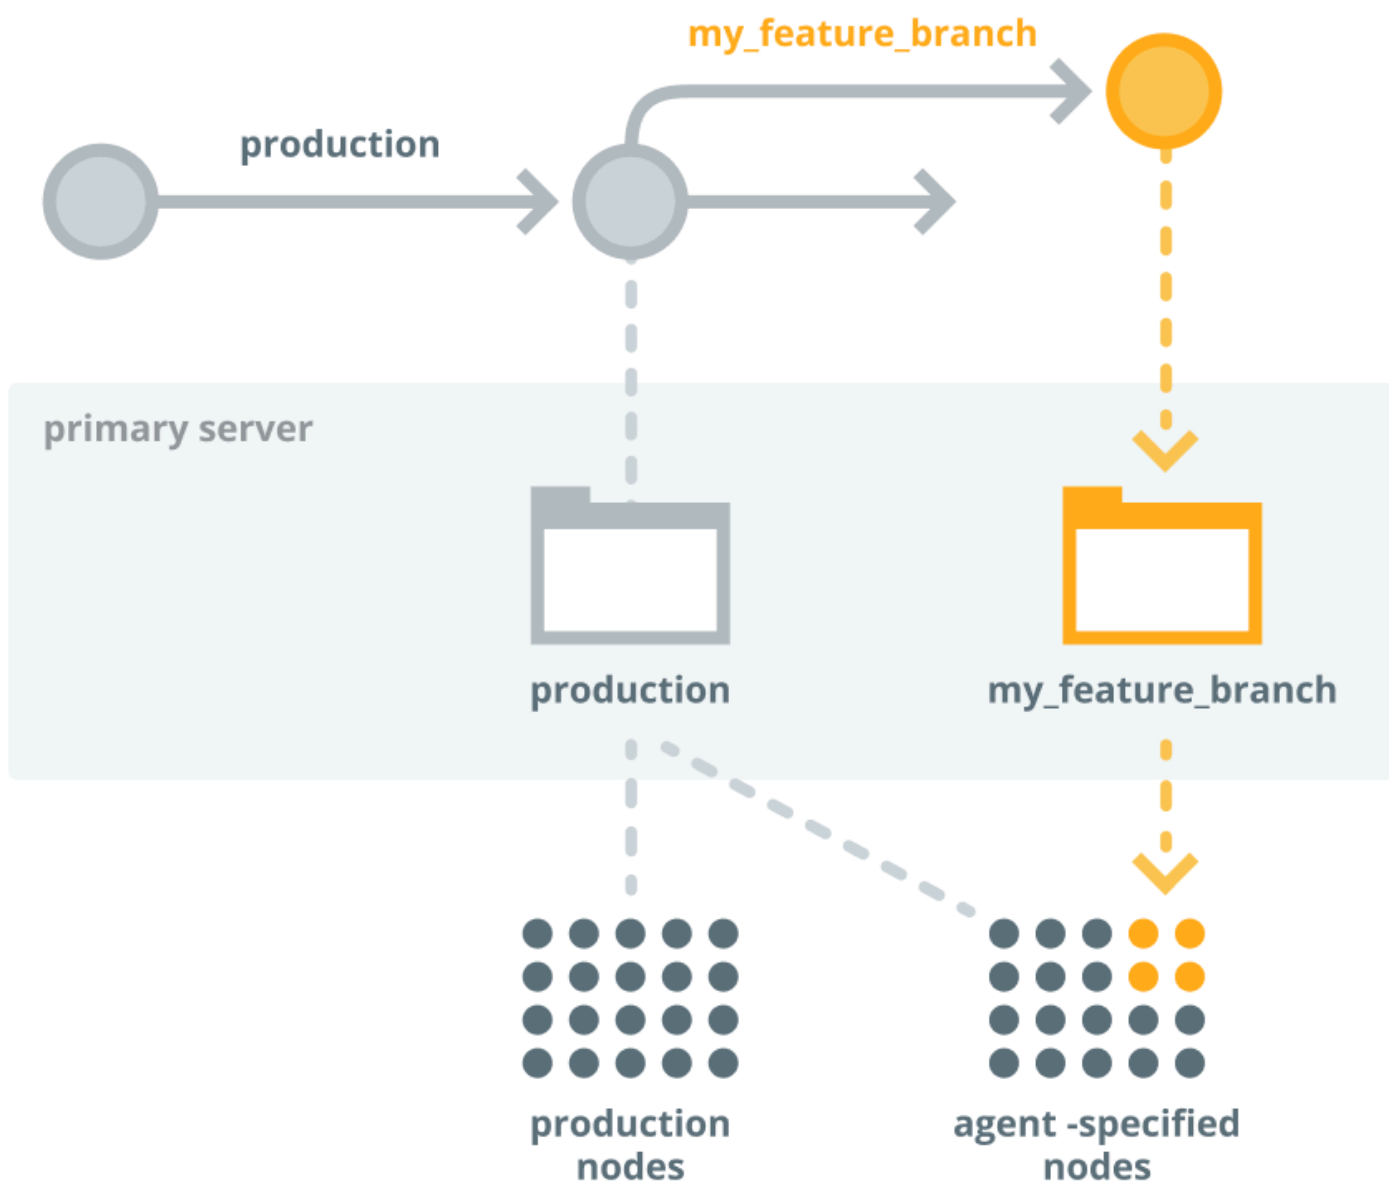 my_feature_branch
production
primary server
production
my_feature_branch
production
nodes
agent -specified
nodes